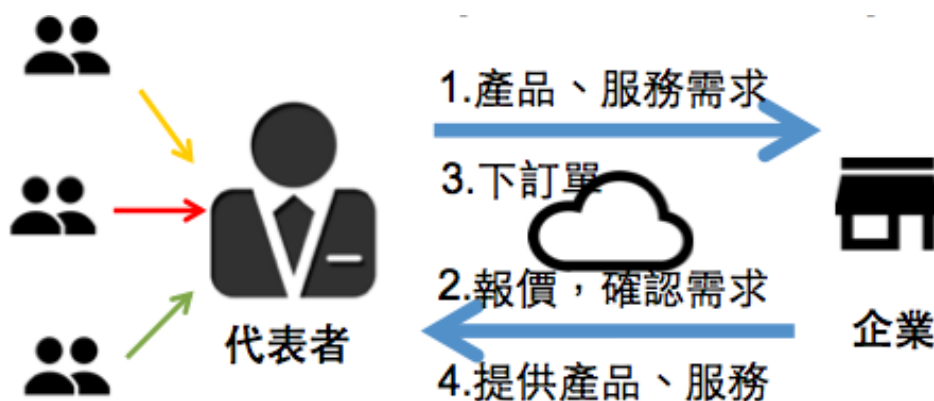 1.產品、服務需求
3.下訂單
2.報價，確認需求
4.提供產品、服務
代表者
企業